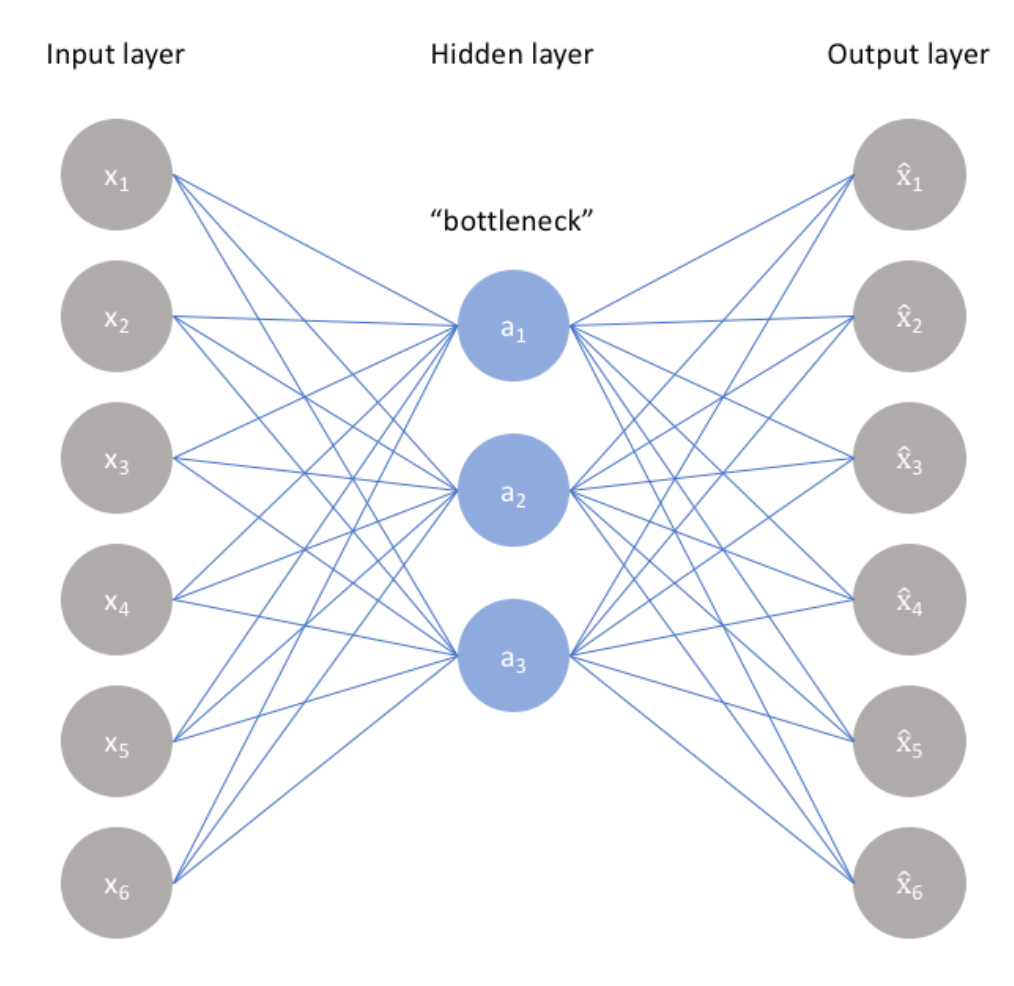 Input layer
Hidden layer
Output layer
“bottleneck”
x₁
x₂
x₃
x₄
x₅
x₆
a₁
a₂
a₃
x̂₁
x̂₂
x̂₃
x̂₄
x̂₅
x̂₆